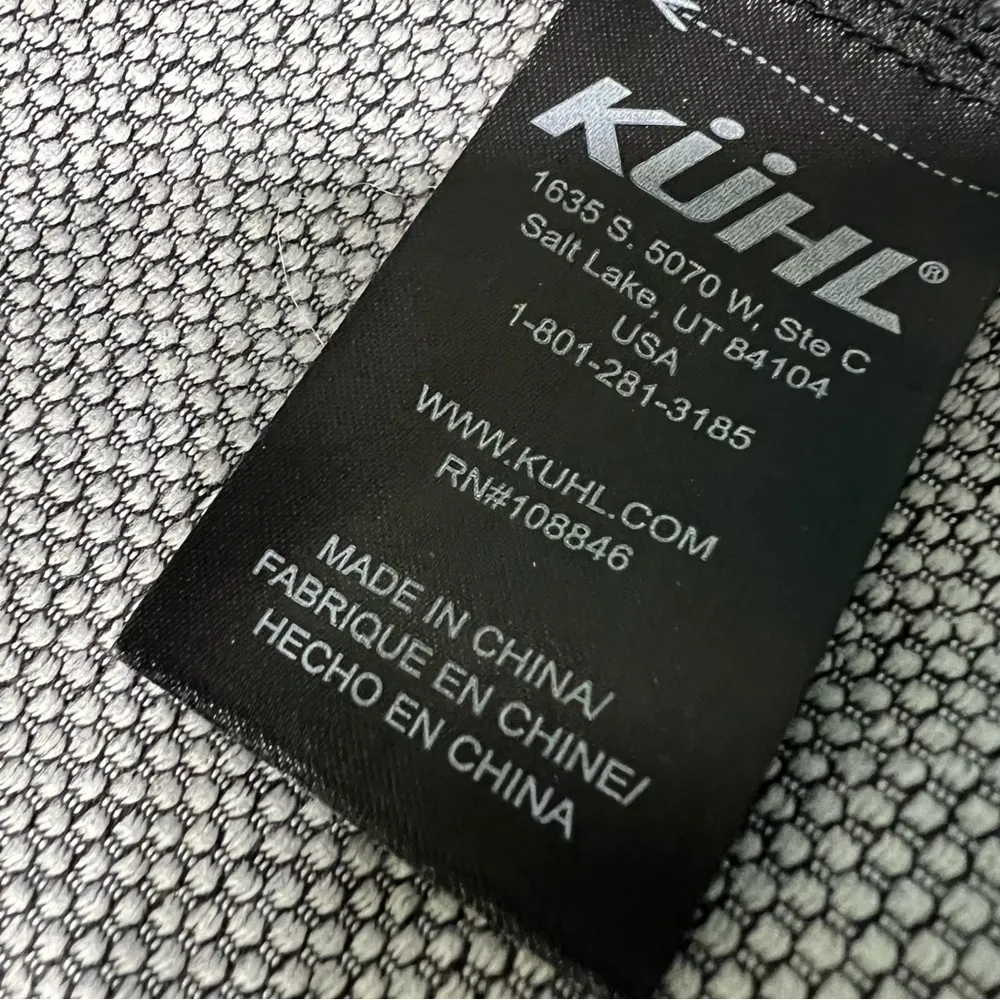 KÜHL®
1635 S. 5070 W, Ste C
Salt Lake, UT 84104
USA
1-801-281-3185
WWW.KUHL.COM
RN#108846
MADE IN CHINA/
FABRIQUE EN CHINE/
HECHO EN CHINA